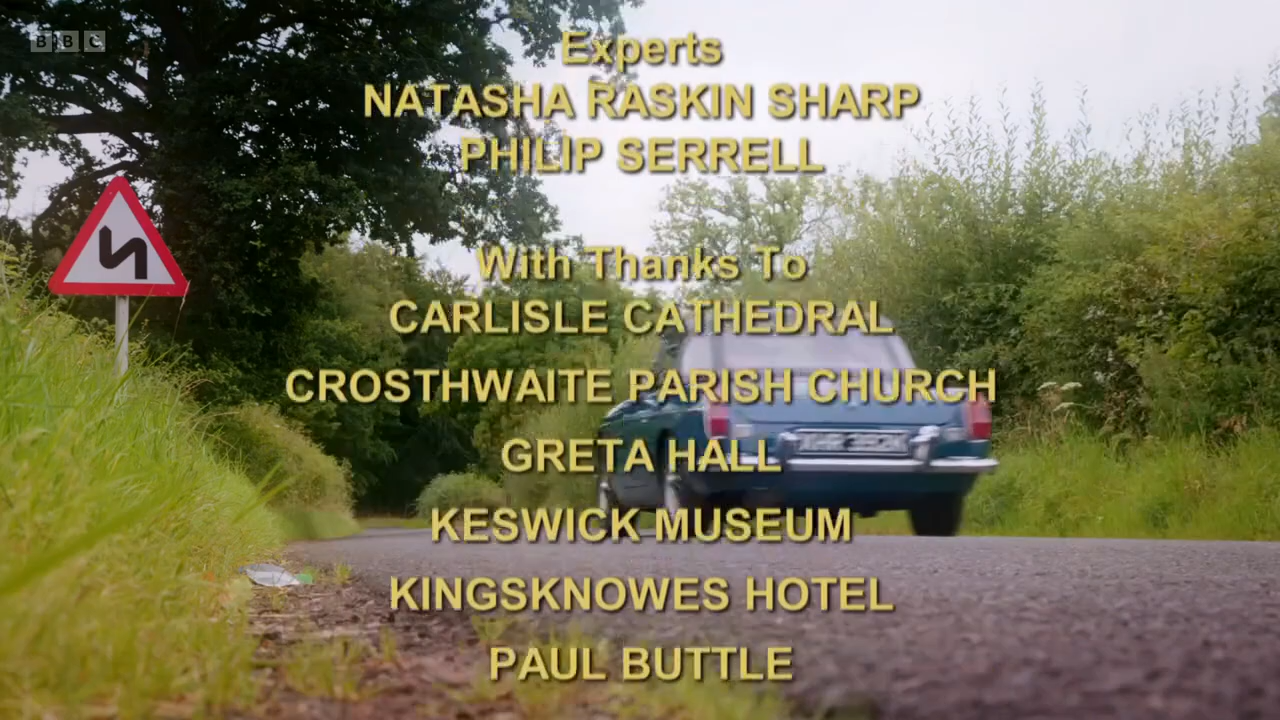 BBC
Experts
NATASHA RASKIN SHARP
PHILIP SERRELL
With Thanks To
CARLISLE CATHEDRAL
CROSTHWAITE PARISH CHURCH
GRETA HALL
KESWICK MUSEUM
KINGSKNOWES HOTEL
PAUL BUTTLE